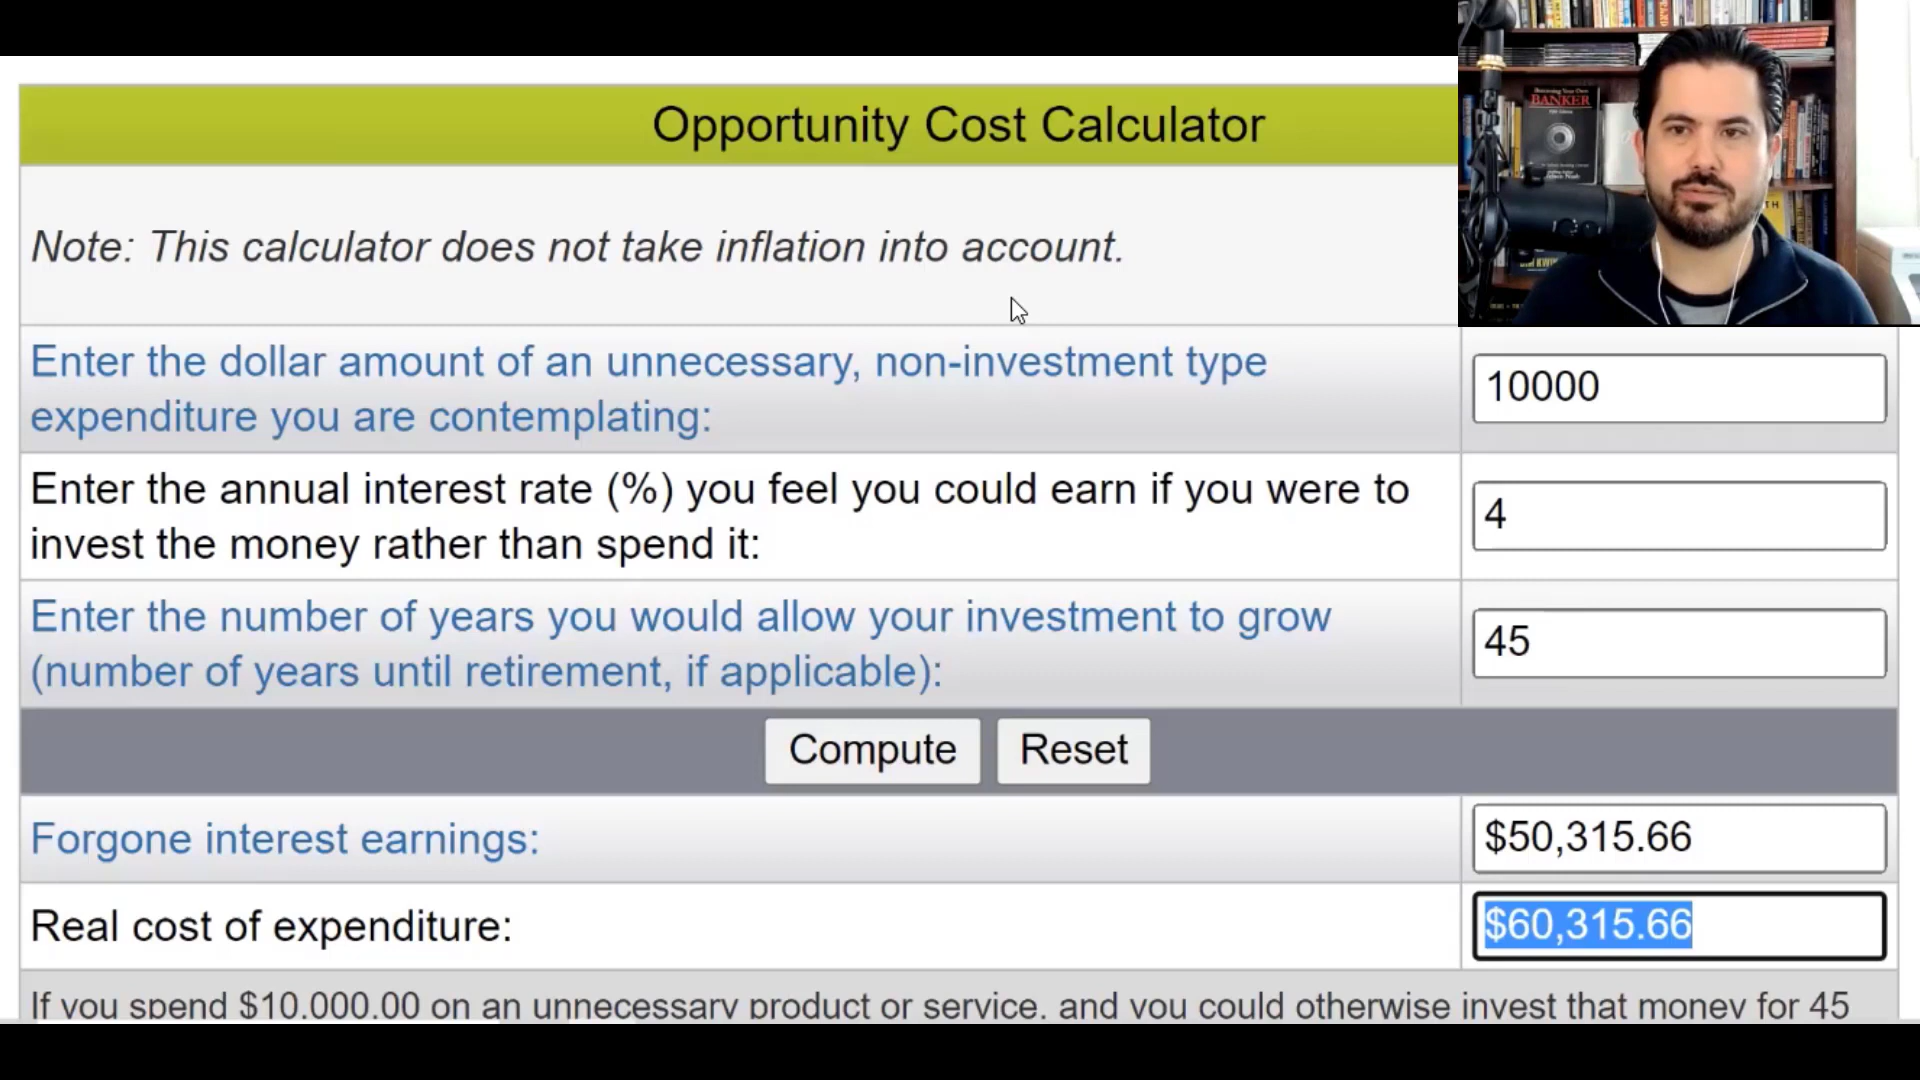 Opportunity Cost Calculator
Becoming Your Own
BANKER
Note: This calculator does not take inflation into account.
Enter the dollar amount of an unnecessary, non-investment type
expenditure you are contemplating:
10000
Enter the annual interest rate (%) you feel you could earn if you were to
invest the money rather than spend it:
4
Enter the number of years you would allow your investment to grow
(number of years until retirement, if applicable):
45
Compute
Reset
Forgone interest earnings:
$50,315.66
Real cost of expenditure:
$60,315.66
If you spend $10,000.00 on an unnecessary product or service, and you could otherwise invest that money for 45